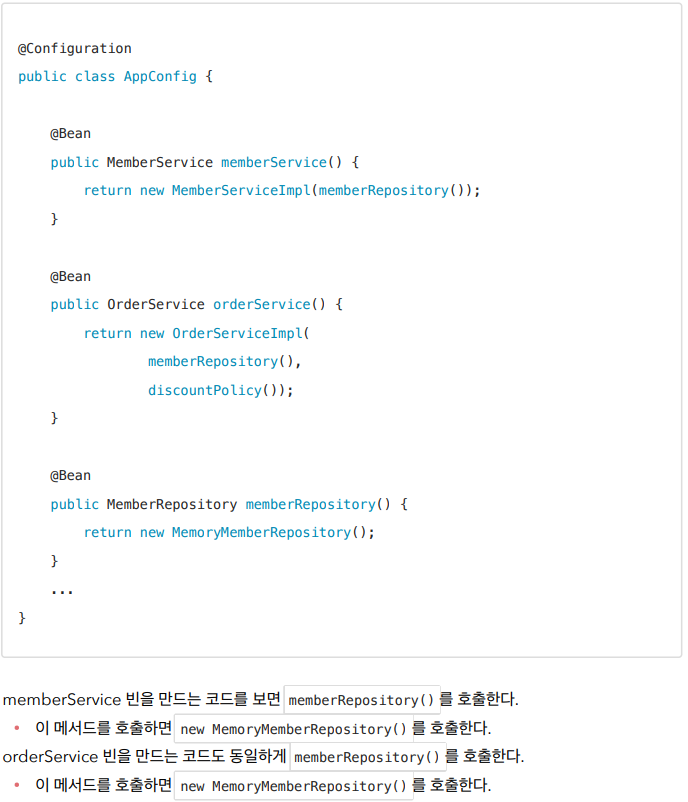 @Configuration
public class AppConfig {
@Bean
public MemberService memberService() {
return new MemberServiceImpl(memberRepository());
}
@Bean
public OrderService orderService() {
return new OrderServiceImpl(
memberRepository(),
discountPolicy());
}
@Bean
public MemberRepository memberRepository() {
return new MemoryMemberRepository();
}
...
}
memberService 빈을 만드는 코드를 보면 memberRepository() 를 호출한다.
• 이 메서드를 호출하면 new MemoryMemberRepository() 를 호출한다.
orderService 빈을 만드는 코드도 동일하게 memberRepository() 를 호출한다.
• 이 메서드를 호출하면 new MemoryMemberRepository() 를 호출한다.